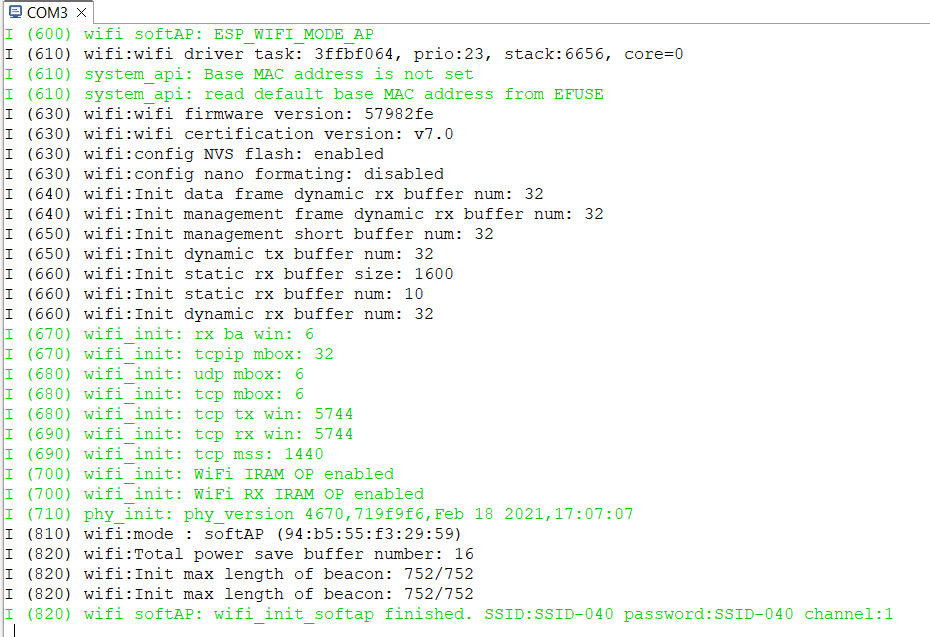 COM3
I (600) wifi softAP: ESP_WIFI_MODE_AP
I (610) wifi:wifi driver task: 3ffbf064, prio:23, stack:6656, core=0
I (610) system_api: Base MAC address is not set
I (610) system_api: read default base MAC address from EFUSE
I (630) wifi:wifi firmware version: 57982fe
I (630) wifi:wifi certification version: v7.0
I (630) wifi:config NVS flash: enabled
I (630) wifi:config nano formating: disabled
I (640) wifi:Init data frame dynamic rx buffer num: 32
I (640) wifi:Init management frame dynamic rx buffer num: 32
I (650) wifi:Init management short buffer num: 32
I (650) wifi:Init dynamic tx buffer num: 32
I (660) wifi:Init static rx buffer size: 1600
I (660) wifi:Init static rx buffer num: 10
I (660) wifi:Init dynamic rx buffer num: 32
I (670) wifi_init: rx ba win: 6
I (670) wifi_init: tcpip mbox: 32
I (680) wifi_init: udp mbox: 6
I (680) wifi_init: tcp mbox: 6
I (680) wifi_init: tcp tx win: 5744
I (690) wifi_init: tcp rx win: 5744
I (690) wifi_init: tcp mss: 1440
I (700) wifi_init: WiFi IRAM OP enabled
I (700) wifi_init: WiFi RX IRAM OP enabled
I (710) phy_init: phy_version 4670,719f9f6,Feb 18 2021,17:07:07
I (810) wifi:mode : softAP (94:b5:55:f3:29:59)
I (820) wifi:Total power save buffer number: 16
I (820) wifi:Init max length of beacon: 752/752
I (820) wifi:Init max length of beacon: 752/752
I (820) wifi softAP: wifi_init_softap finished. SSID:SSID-040 password:SSID-040 channel:1